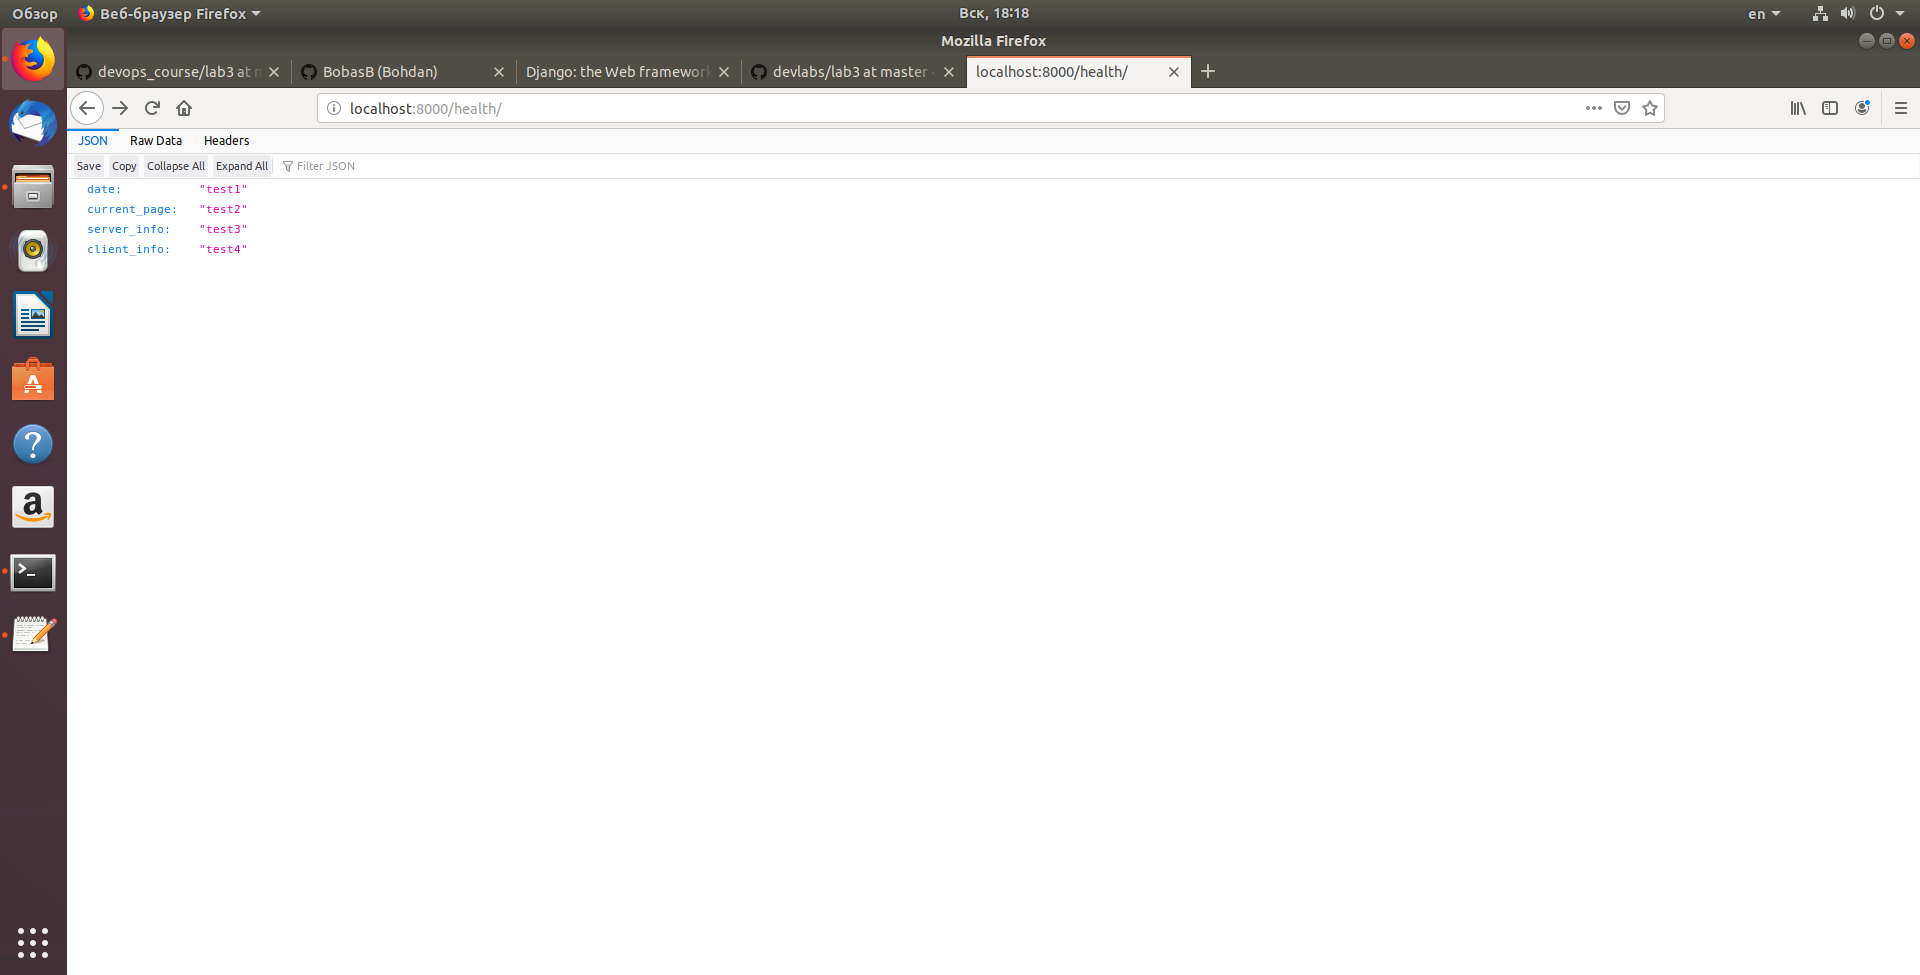 Обзор Веб-браузер Firefox Вск, 18:18 en
Mozilla Firefox
devops_course/lab3 at m BobasB (Bohdan) Django: the Web framework devlabs/lab3 at master localhost:8000/health/
localhost:8000/health/
JSON Raw Data Headers
Save Copy Collapse All Expand All Filter JSON
date: "test1"
current_page: "test2"
server_info: "test3"
client_info: "test4"